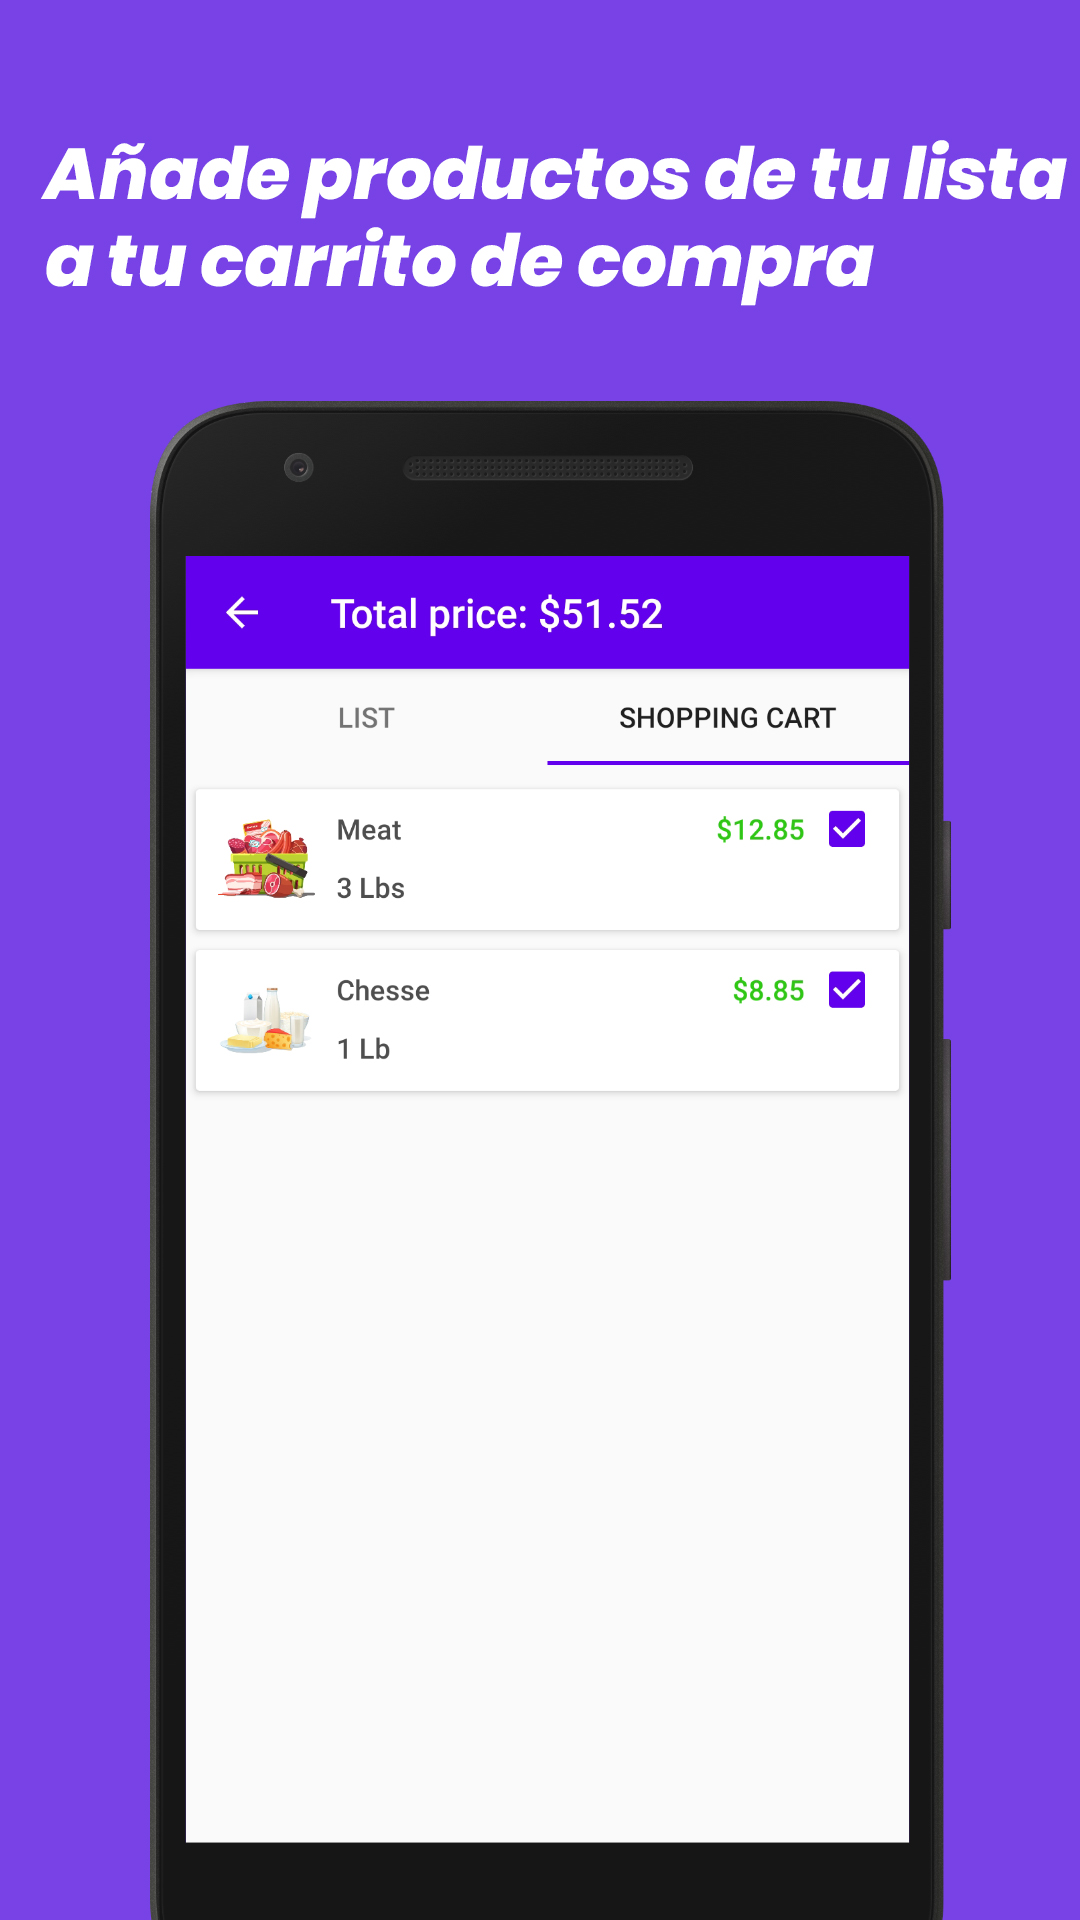 Añade productos de tu lista
a tu carrito de compra
Total price: $51.52
LIST
SHOPPING CART
Meat
$12.85
3 Lbs
Chesse
$8.85
1 Lb